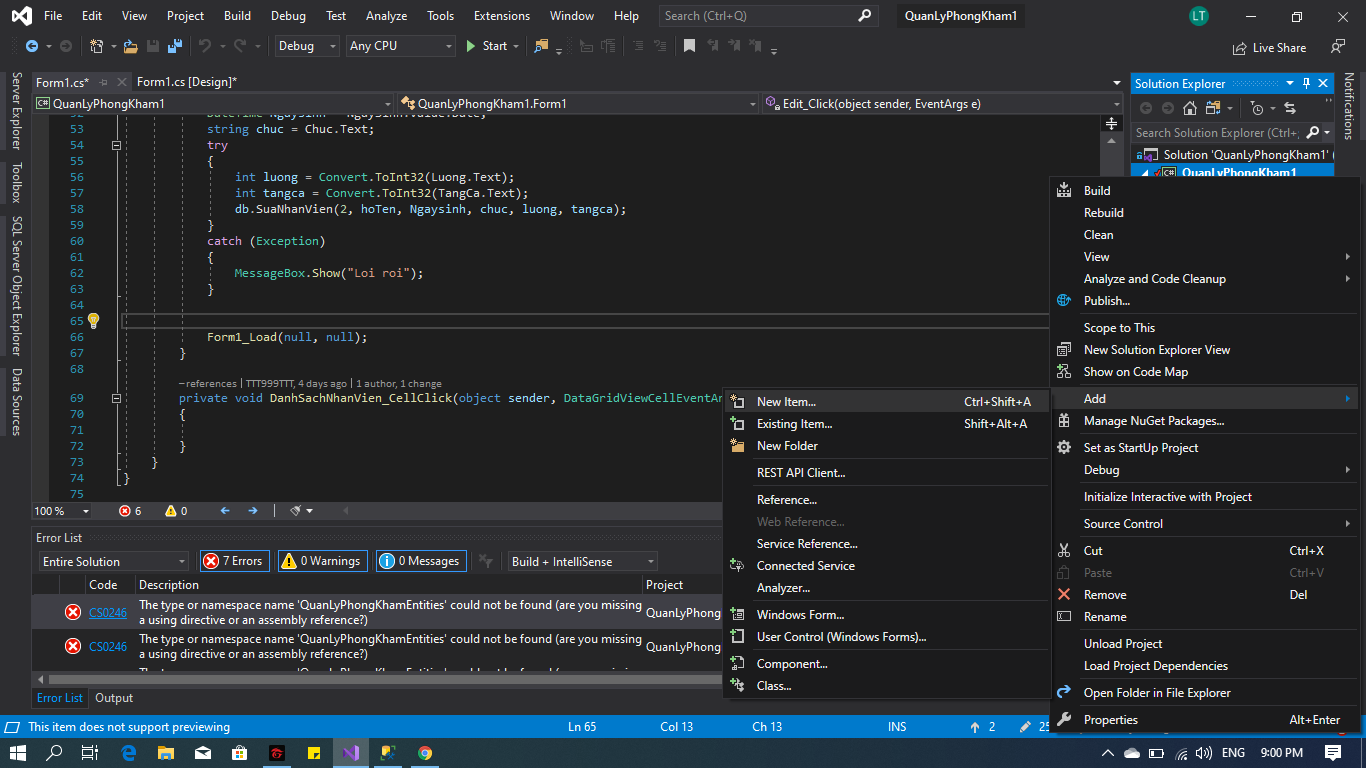 File Edit View Project Build Debug Test Analyze Tools Extensions Window Help Search (Ctrl+Q) QuanLyPhongKham1 LT
Debug Any CPU Start Live Share
Form1.cs* Form1.cs [Design]*
QuanLyPhongKham1 QuanLyPhongKham1.Form1 Edit_Click(object sender, EventArgs e)
53 string chuc = Chuc.Text;
54 try
55 {
56 int luong = Convert.ToInt32(Luong.Text);
57 int tangca = Convert.ToInt32(TangCa.Text);
58 db.SuaNhanVien(2, hoTen, Ngaysinh, chuc, luong, tangca);
59 }
60 catch (Exception)
61 {
62 MessageBox.Show("Loi roi");
63 }
64
65
66 Form1_Load(null, null);
67 }
68
–references | TTT999TTT, 4 days ago | 1 author, 1 change
69 private void DanhSachNhanVien_CellClick(object sender, DataGridViewCellEventAr
70 {
71
72 }
73 }
74 }
75
100 % 6 0
Server Explorer
Toolbox
SQL Server Object Explorer
Data Sources
Solution Explorer
Notifications
Search Solution Explorer (Ctrl+;
Solution 'QuanLyPhongKham1' (
QuanLyPhongKham1
Build
Rebuild
Clean
View
Analyze and Code Cleanup
Publish...
Scope to This
New Solution Explorer View
Show on Code Map
Add
Manage NuGet Packages...
Set as StartUp Project
Debug
Initialize Interactive with Project
Source Control
Cut Ctrl+X
Paste Ctrl+V
Remove Del
Rename
Unload Project
Load Project Dependencies
Open Folder in File Explorer
Properties Alt+Enter
New Item... Ctrl+Shift+A
Existing Item... Shift+Alt+A
New Folder
REST API Client...
Reference...
Web Reference...
Service Reference...
Connected Service
Analyzer...
Windows Form...
User Control (Windows Forms)...
Component...
Class...
Error List
Entire Solution 7 Errors 0 Warnings 0 Messages Build + IntelliSense
Code Description Project
CS0246 The type or namespace name 'QuanLyPhongKhamEntities' could not be found (are you missing QuanLyPhong
a using directive or an assembly reference?)
CS0246 The type or namespace name 'QuanLyPhongKhamEntities' could not be found (are you missing QuanLyPhong
a using directive or an assembly reference?)
Error List Output
This item does not support previewing Ln 65 Col 13 Ch 13 INS 2 25
ENG 9:00 PM